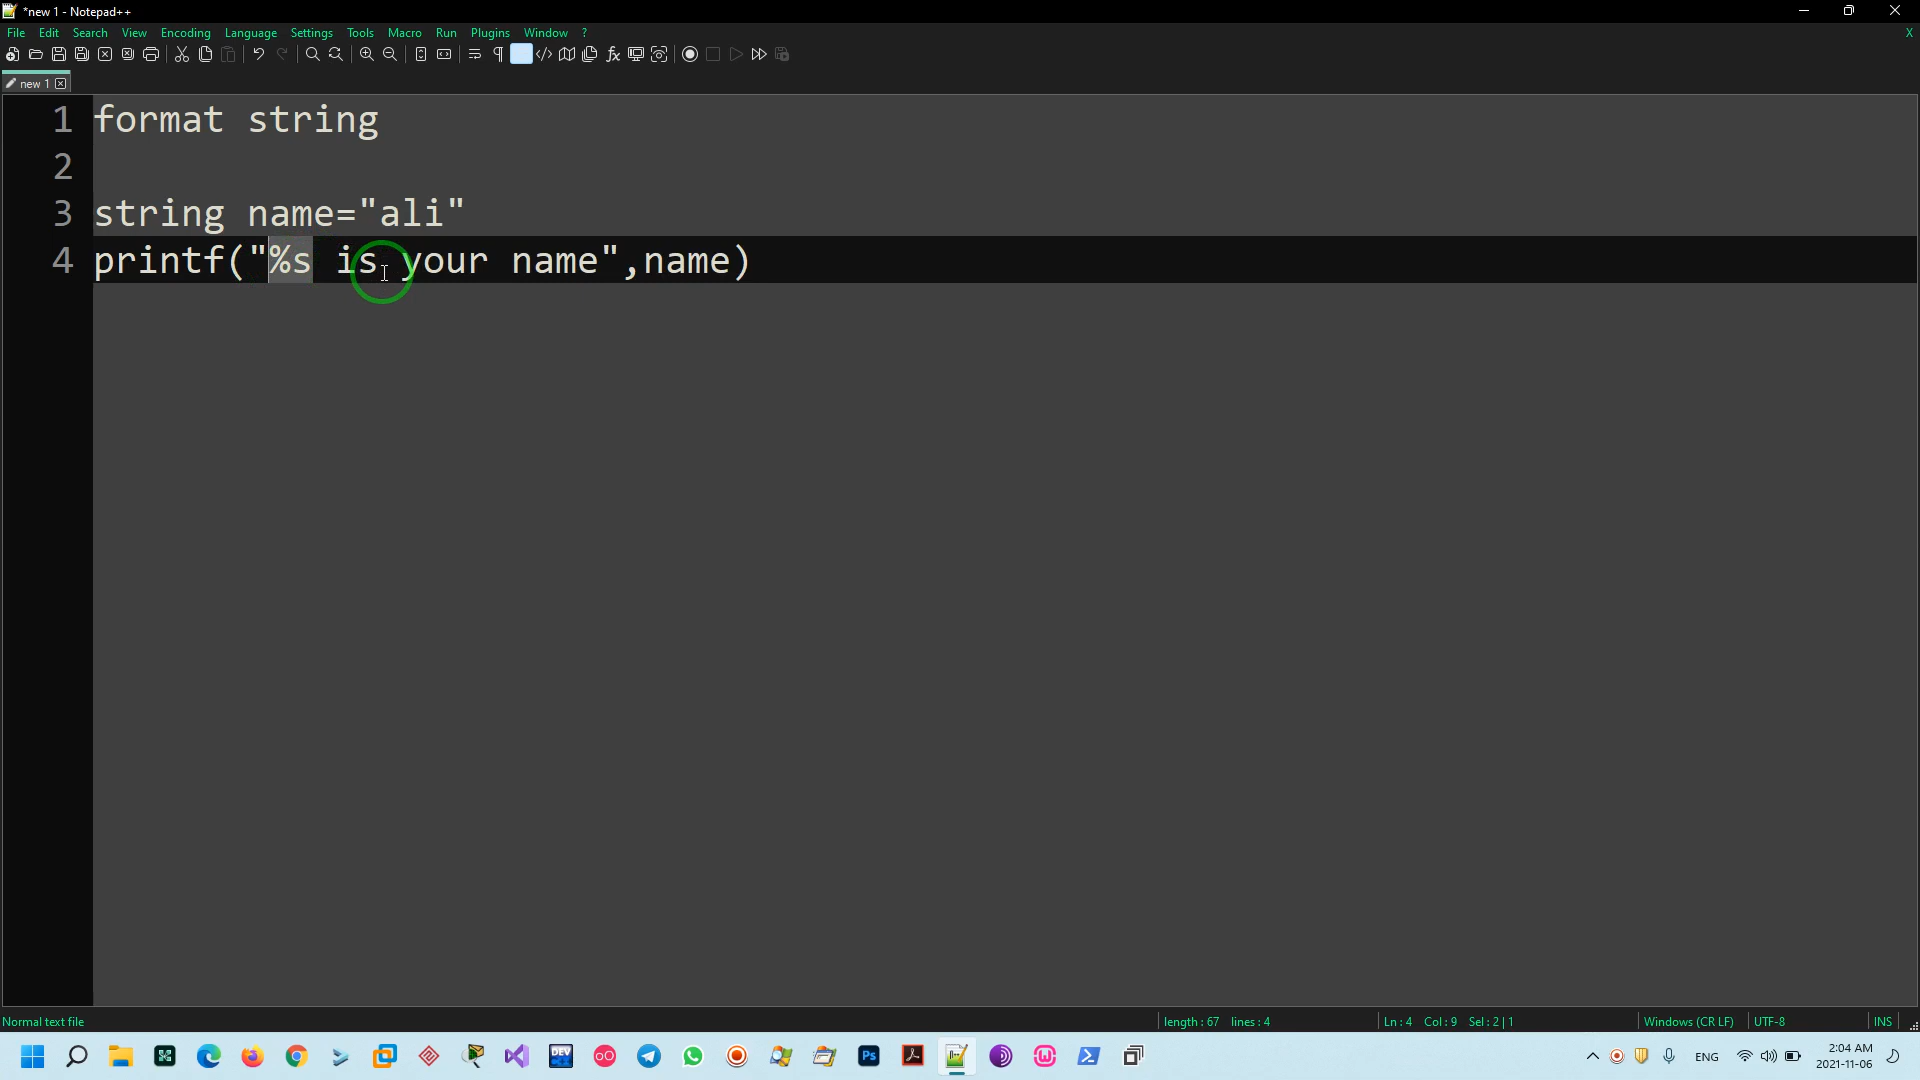 *new 1 - Notepad++
File Edit Search View Encoding Language Settings Tools Macro Run Plugins Window ? X
new 1
1 format string
2
3 string name="ali"
4 printf("%s is your name",name)
Normal text file length : 67 lines : 4 Ln : 4 Col : 9 Sel : 2 | 1 Windows (CR LF) UTF-8 INS
DEV Ps ENG 2:04 AM
2021-11-06